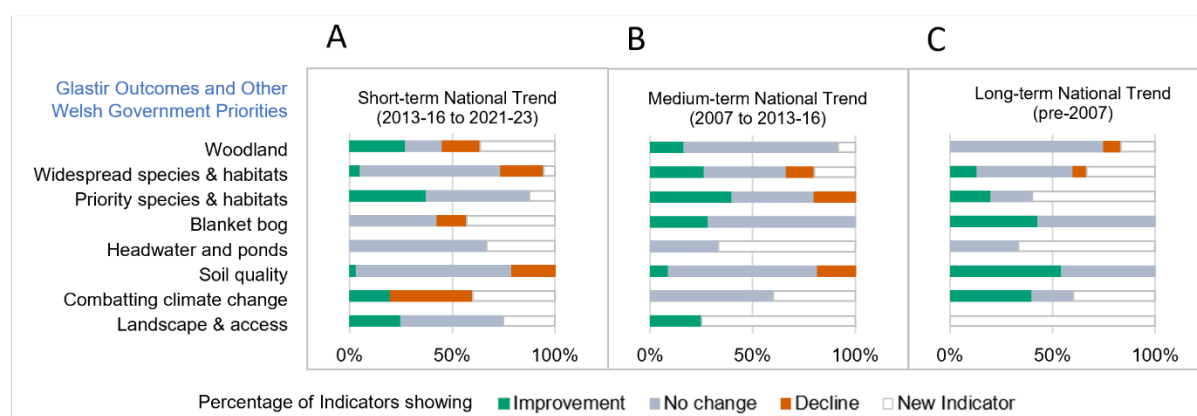 A
B
C
Glastir Outcomes and Other
Welsh Government Priorities
Short-term National Trend
(2013-16 to 2021-23)
Medium-term National Trend
(2007 to 2013-16)
Long-term National Trend
(pre-2007)
Woodland
Widespread species & habitats
Priority species & habitats
Blanket bog
Headwater and ponds
Soil quality
Combatting climate change
Landscape & access
0% 50% 100%
0% 50% 100%
0% 50% 100%
Percentage of Indicators showing Improvement No change Decline New Indicator